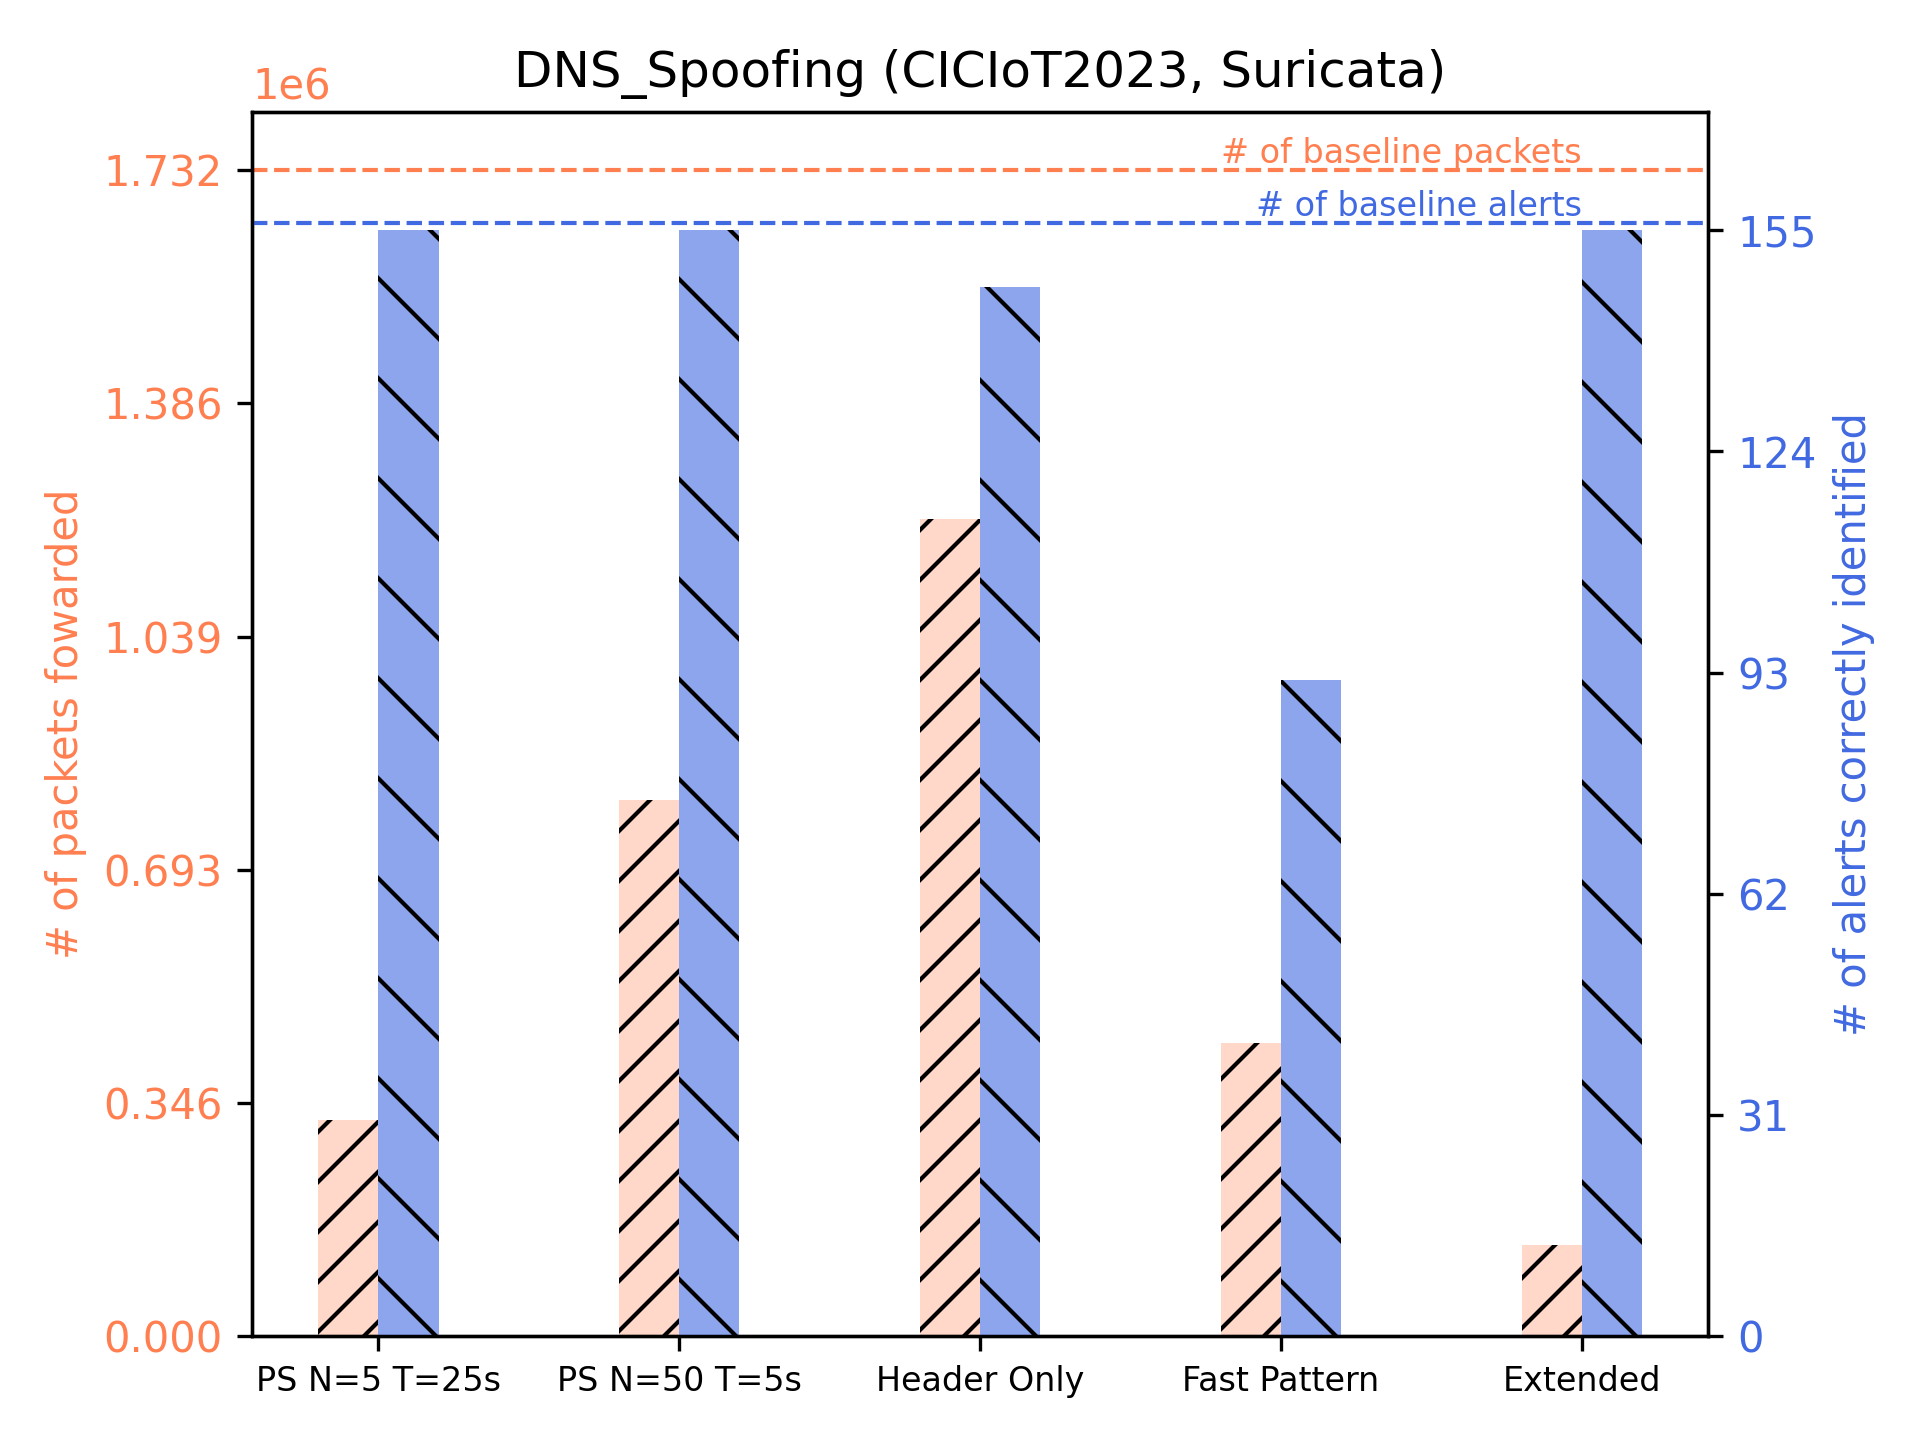 DNS_Spoofing (CICIoT2023, Suricata)
1e6
# of baseline packets
# of baseline alerts
1.732
1.386
1.039
0.693
0.346
0.000
# of packets fowarded
155
124
93
62
31
0
# of alerts correctly identified
PS N=5 T=25s
PS N=50 T=5s
Header Only
Fast Pattern
Extended